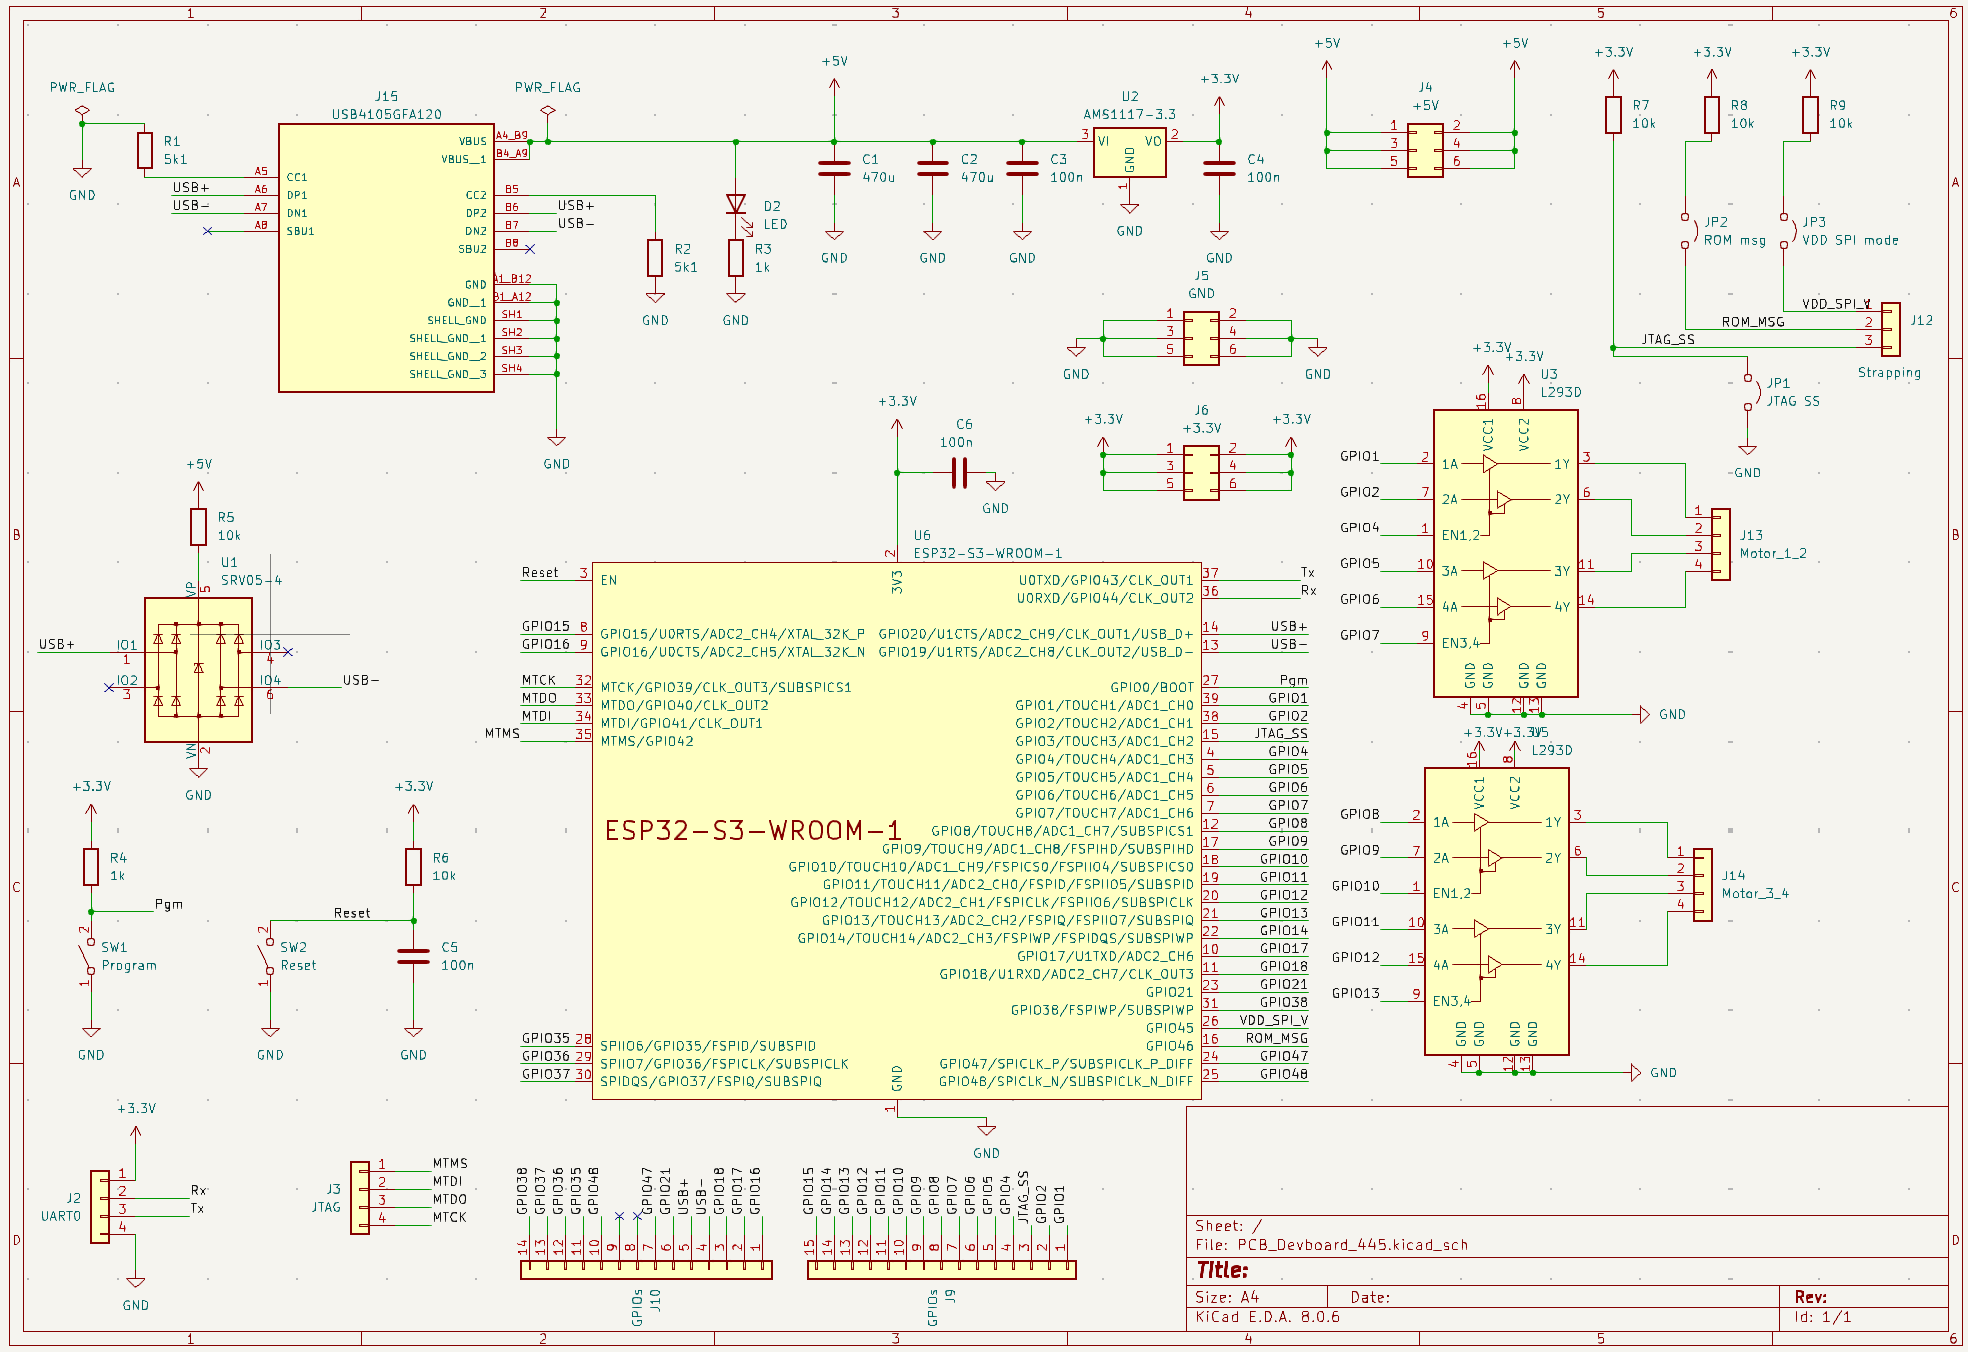 1 2 3 4 5 6
A
B
C
D
PWR_FLAG
GND
R1
5k1
J15
USB4105GFA120
A5 CC1
USB+ A6 DP1
USB- A7 DN1
A8 SBU1
VBUS A4_B9
VBUS__1 B4_A9
CC2 B5
DP2 B6 USB+
DN2 B7 USB-
SBU2 B8
GND A1_B12
GND__1 B1_A12
SHELL_GND SH1
SHELL_GND__1 SH2
SHELL_GND__2 SH3
SHELL_GND__3 SH4
GND
PWR_FLAG
R2
5k1
GND
D2
LED
R3
1k
GND
+5V
C1
470u
GND
C2
470u
GND
C3
100n
GND
U2
AMS1117-3.3
3 VI VO 2
GND
1
GND
+3.3V
C4
100n
GND
+5V +5V
J4
+5V
1 2
3 4
5 6
J5
GND
1 2
3 4
5 6
GND GND
J6
+3.3V
+3.3V +3.3V
1 2
3 4
5 6
+3.3V +3.3V +3.3V
R7
10k
R8
10k
R9
10k
JP2
ROM msg
JP3
VDD SPI mode
VDD_SPI_V 1
ROM_MSG 2
JTAG_SS 3
J12
Strapping
JP1
JTAG SS
GND
+3.3V
C6
100n
GND
+5V
R5
10k
U1
SRV05-4
VP 5
USB+ IO1 1
IO2 3
IO3 4
IO4 6 USB-
VN 2
GND
+3.3V
R4
1k
Pgm
2
SW1
Program
1
GND
+3.3V
R6
10k
Reset
2
SW2
Reset
1
GND
C5
100n
GND
U6
ESP32-S3-WROOM-1
2
3V3
Reset 3 EN
GPIO15 8 GPIO15/U0RTS/ADC2_CH4/XTAL_32K_P
GPIO16 9 GPIO16/U0CTS/ADC2_CH5/XTAL_32K_N
MTCK 32 MTCK/GPIO39/CLK_OUT3/SUBSPICS1
MTDO 33 MTDO/GPIO40/CLK_OUT2
MTDI 34 MTDI/GPIO41/CLK_OUT1
MTMS 35 MTMS/GPIO42
ESP32-S3-WROOM-1
GPIO35 28 SPIIO6/GPIO35/FSPID/SUBSPID
GPIO36 29 SPIIO7/GPIO36/FSPICLK/SUBSPICLK
GPIO37 30 SPIDQS/GPIO37/FSPIQ/SUBSPIQ
U0TXD/GPIO43/CLK_OUT1 37 Tx
U0RXD/GPIO44/CLK_OUT2 36 Rx
GPIO20/U1CTS/ADC2_CH9/CLK_OUT1/USB_D+ 14 USB+
GPIO19/U1RTS/ADC2_CH8/CLK_OUT2/USB_D- 13 USB-
GPIO0/BOOT 27 Pgm
GPIO1/TOUCH1/ADC1_CH0 39 GPIO1
GPIO2/TOUCH2/ADC1_CH1 38 GPIO2
GPIO3/TOUCH3/ADC1_CH2 15 JTAG_SS
GPIO4/TOUCH4/ADC1_CH3 4 GPIO4
GPIO5/TOUCH5/ADC1_CH4 5 GPIO5
GPIO6/TOUCH6/ADC1_CH5 6 GPIO6
GPIO7/TOUCH7/ADC1_CH6 7 GPIO7
GPIO8/TOUCH8/ADC1_CH7/SUBSPICS1 12 GPIO8
GPIO9/TOUCH9/ADC1_CH8/FSPIHD/SUBSPIHD 17 GPIO9
GPIO10/TOUCH10/ADC1_CH9/FSPICS0/FSPIIO4/SUBSPICS0 18 GPIO10
GPIO11/TOUCH11/ADC2_CH0/FSPID/FSPIIO5/SUBSPID 19 GPIO11
GPIO12/TOUCH12/ADC2_CH1/FSPICLK/FSPIIO6/SUBSPICLK 20 GPIO12
GPIO13/TOUCH13/ADC2_CH2/FSPIQ/FSPIIO7/SUBSPIQ 21 GPIO13
GPIO14/TOUCH14/ADC2_CH3/FSPIWP/FSPIDQS/SUBSPIWP 22 GPIO14
GPIO17/U1TXD/ADC2_CH6 10 GPIO17
GPIO18/U1RXD/ADC2_CH7/CLK_OUT3 11 GPIO18
GPIO21 23 GPIO21
GPIO38/FSPIWP/SUBSPIWP 31 GPIO38
GPIO45 26 VDD_SPI_V
GPIO46 16 ROM_MSG
GPIO47/SPICLK_P/SUBSPICLK_P_DIFF 24 GPIO47
GPIO48/SPICLK_N/SUBSPICLK_N_DIFF 25 GPIO48
GND
1
GND
+3.3V +3.3V
U3
L293D
16 8
VCC1 VCC2
GPIO1 2 1A 1Y 3
GPIO2 7 2A 2Y 6
GPIO4 1 EN1,2
GPIO5 10 3A 3Y 11
GPIO6 15 4A 4Y 14
GPIO7 9 EN3,4
GND GND GND GND
4 5 12 13
GND
1
2
3
4
J13
Motor_1_2
+3.3V +3.3V
U5
L293D
16 8
VCC1 VCC2
GPIO8 2 1A 1Y 3
GPIO9 7 2A 2Y 6
GPIO10 1 EN1,2
GPIO11 10 3A 3Y 11
GPIO12 15 4A 4Y 14
GPIO13 9 EN3,4
GND GND GND GND
4 5 12 13
GND
1
2
3
4
J14
Motor_3_4
+3.3V
J2
UART0
1
2 Rx
3 Tx
4
GND
J3
JTAG
1 MTMS
2 MTDI
3 MTDO
4 MTCK
GPIO38 GPIO37 GPIO36 GPIO35 GPIO48 GPIO47 GPIO21 USB+ USB- GPIO18 GPIO17 GPIO16
14 13 12 11 10 9 8 7 6 5 4 3 2 1
GPIOs
J10
GPIO15 GPIO14 GPIO13 GPIO12 GPIO11 GPIO10 GPIO9 GPIO8 GPIO7 GPIO6 GPIO5 GPIO4 JTAG_SS GPIO2 GPIO1
15 14 13 12 11 10 9 8 7 6 5 4 3 2 1
GPIOs
J9
Sheet: /
File: PCB_Devboard_445.kicad_sch
Title:
Size: A4 Date: Rev:
KiCad E.D.A. 8.0.6 Id: 1/1
A
B
C
D
1 2 3 4 5 6